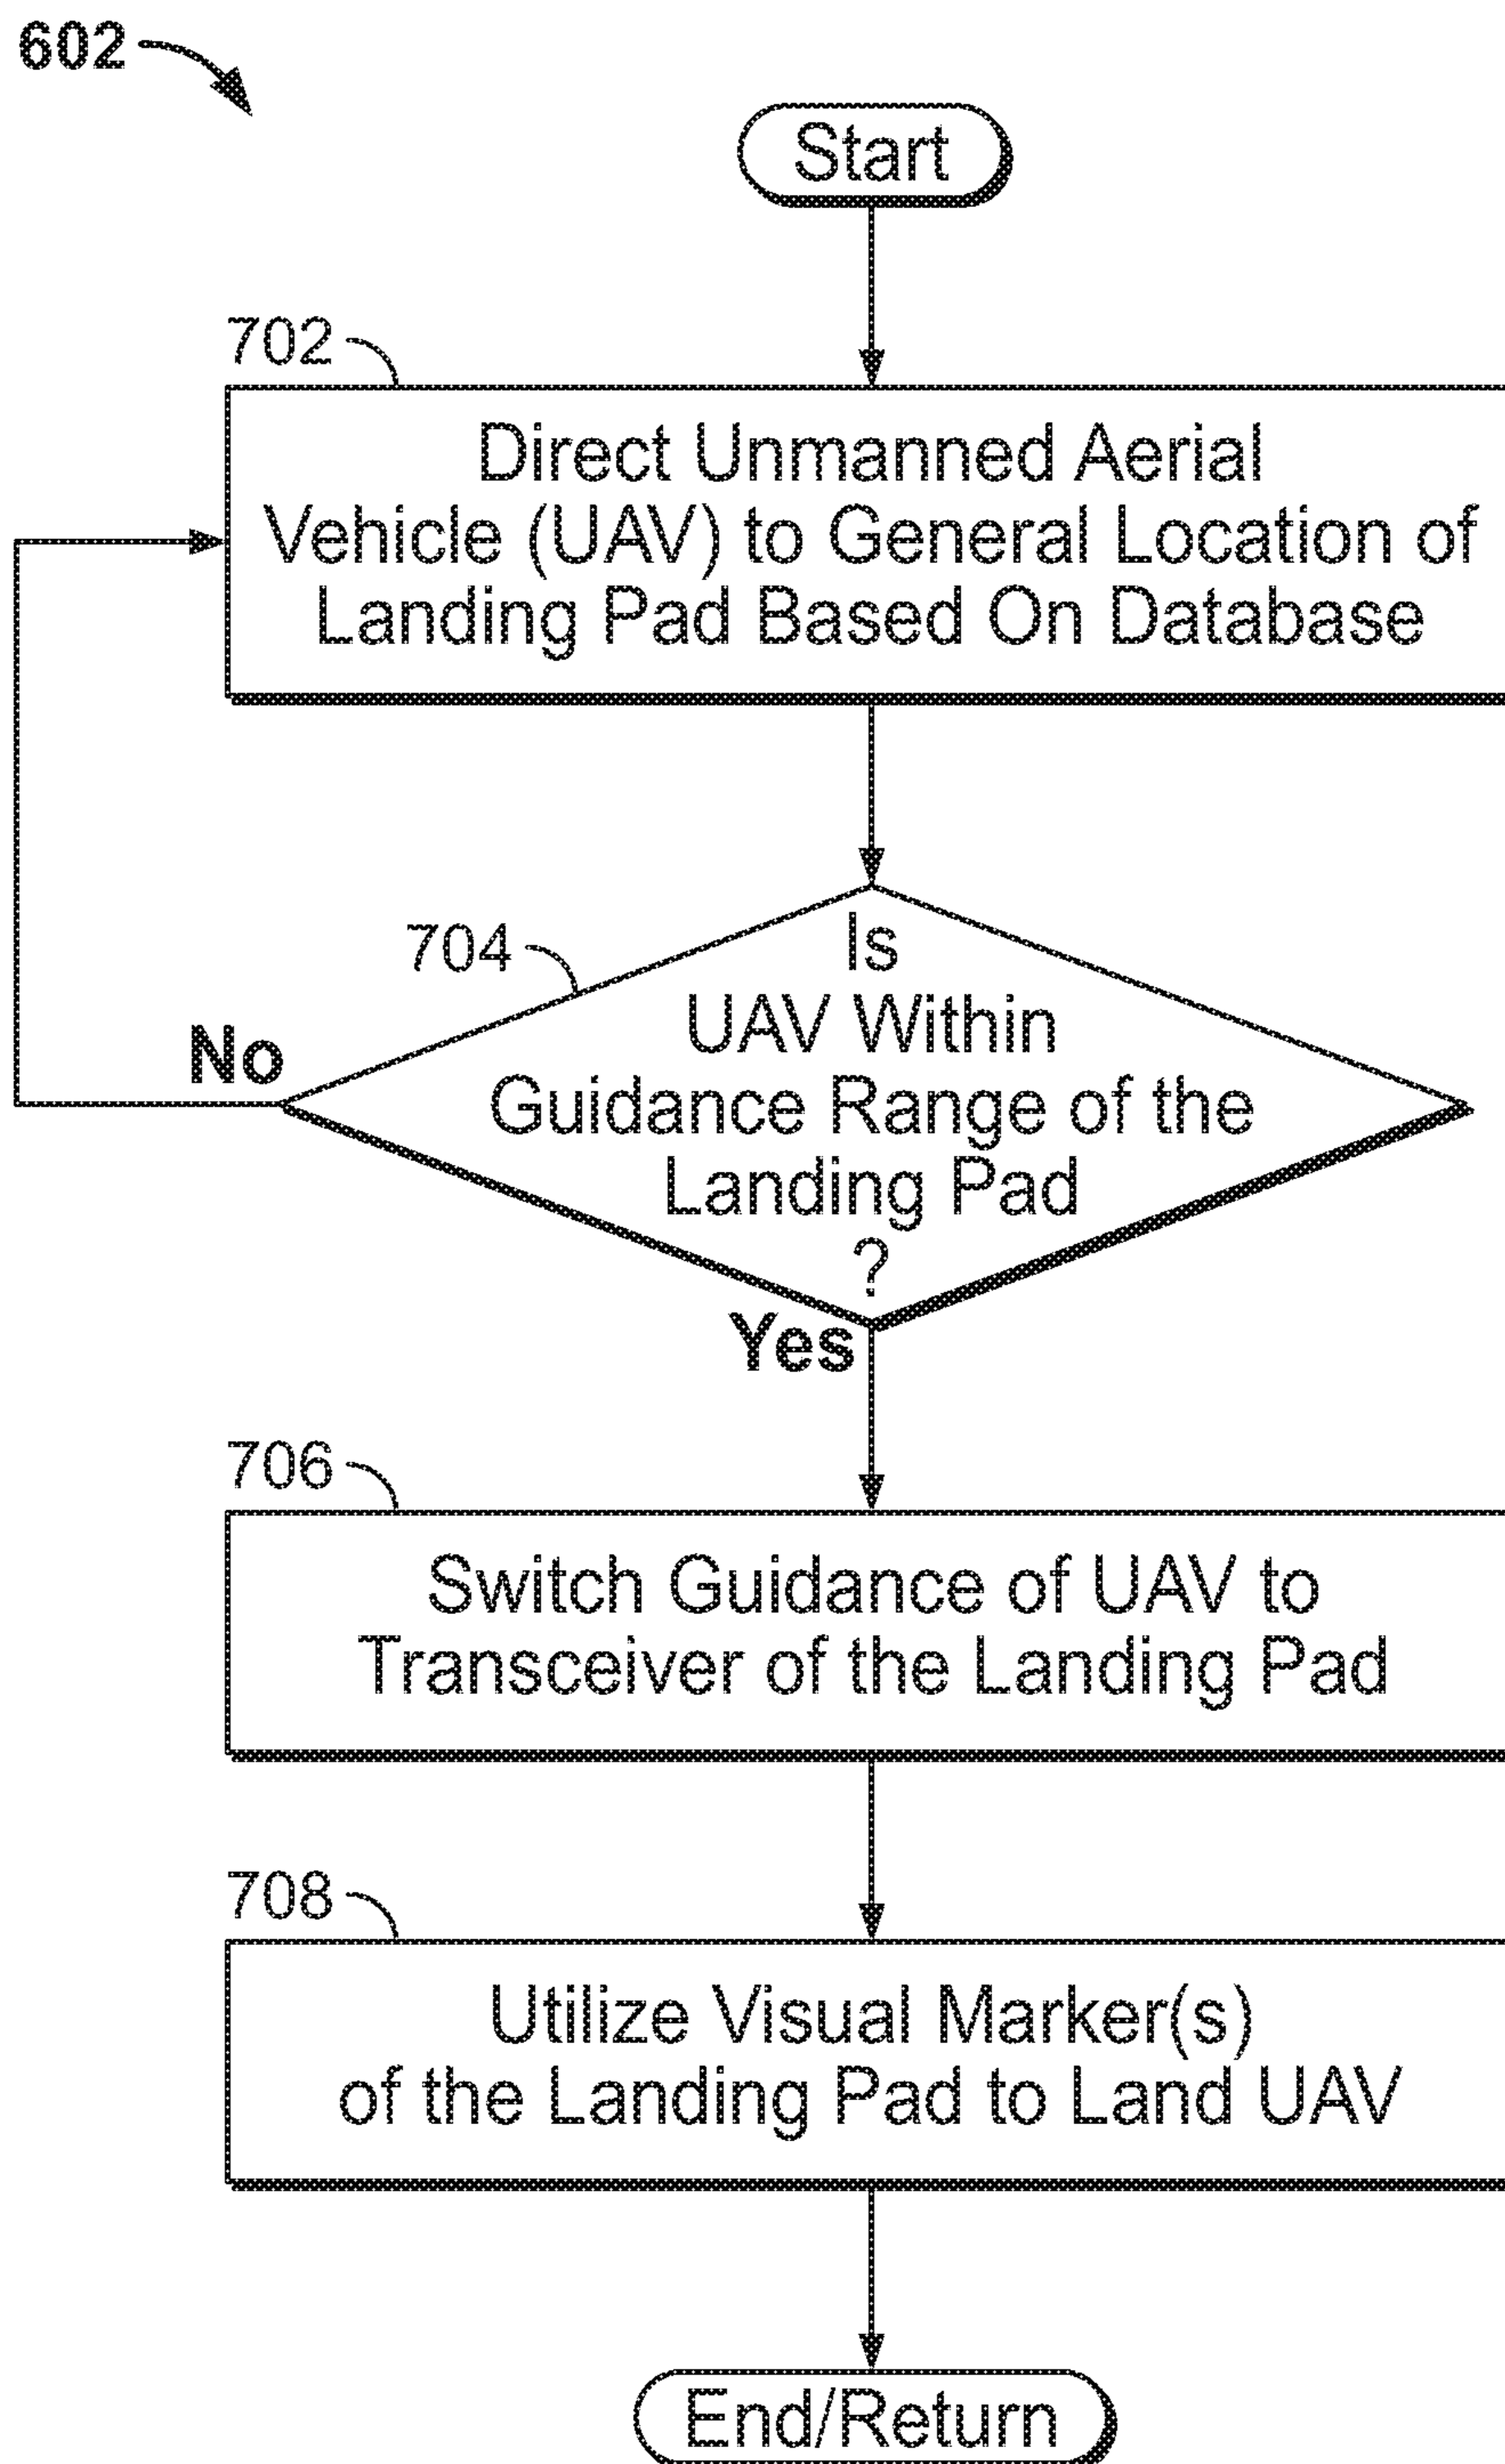 602
Start
702
Direct Unmanned Aerial
Vehicle (UAV) to General Location of
Landing Pad Based On Database
704
Is
UAV Within
Guidance Range of the
Landing Pad
?
No
Yes
706
Switch Guidance of UAV to
Transceiver of the Landing Pad
708
Utilize Visual Marker(s)
of the Landing Pad to Land UAV
End/Return